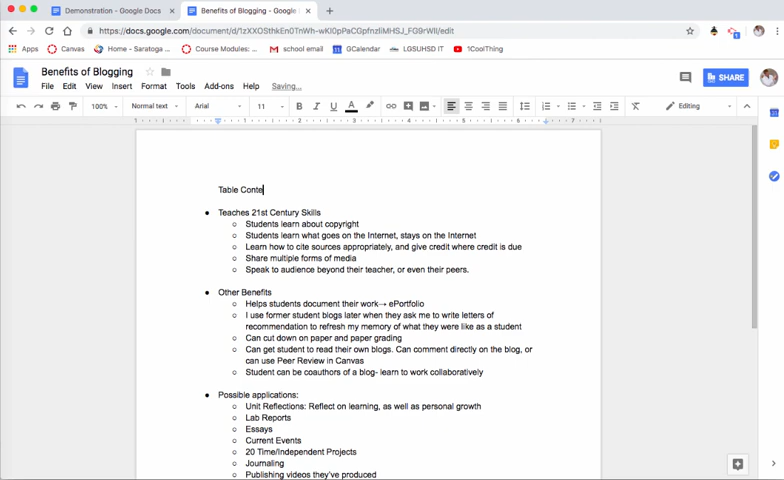 Demonstration - Google Docs
Benefits of Blogging - Google
https://docs.google.com/document/d/
/edit
Apps
Canvas
Home - Saratoga
Course Modules:
school email
GCalendar
LGSUHSD IT
1CoolThing
Benefits of Blogging
File Edit View Insert Format Tools Add-ons Help Saving...
SHARE
100% Normal text Arial 11 B I U A Editing
1 1 2 3 4 5 6 7
Table Conte
● Teaches 21st Century Skills
○ Students learn about copyright
○ Students learn what goes on the Internet, stays on the Internet
○ Learn how to cite sources appropriately, and give credit where credit is due
○ Share multiple forms of media
○ Speak to audience beyond their teacher, or even their peers.
● Other Benefits
○ Helps students document their work→ ePortfolio
○ I use former student blogs later when they ask me to write letters of
recommendation to refresh my memory of what they were like as a student
○ Can cut down on paper and paper grading
○ Can get student to read their own blogs. Can comment directly on the blog, or
can use Peer Review in Canvas
○ Student can be coauthors of a blog- learn to work collaboratively
● Possible applications:
○ Unit Reflections: Reflect on learning, as well as personal growth
○ Lab Reports
○ Essays
○ Current Events
○ 20 Time/Independent Projects
○ Journaling
○ Publishing videos they've produced